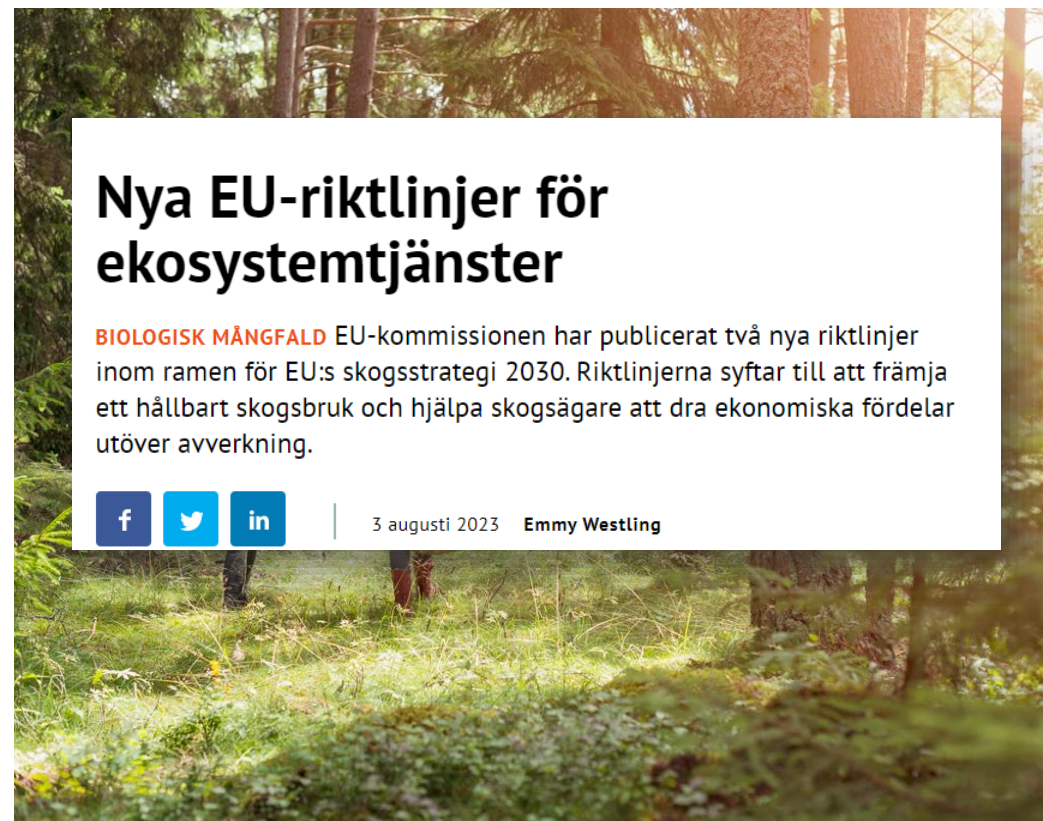 Nya EU-riktlinjer för
ekosystemtjänster
BIOLOGISK MÅNGFALD EU-kommissionen har publicerat två nya riktlinjer
inom ramen för EU:s skogsstrategi 2030. Riktlinjerna syftar till att främja
ett hållbart skogsbruk och hjälpa skogsägare att dra ekonomiska fördelar
utöver avverkning.
f in 3 augusti 2023 Emmy Westling